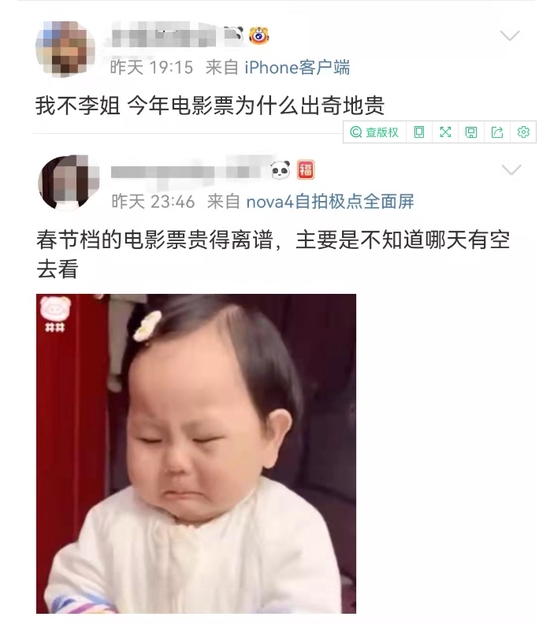 昨天 19:15 来自 iPhone客户端
我不李姐 今年电影票为什么出奇地贵
查版权
福
昨天 23:46 来自 nova4自拍极点全面屏
春节档的电影票贵得离谱，主要是不知道哪天有空
去看